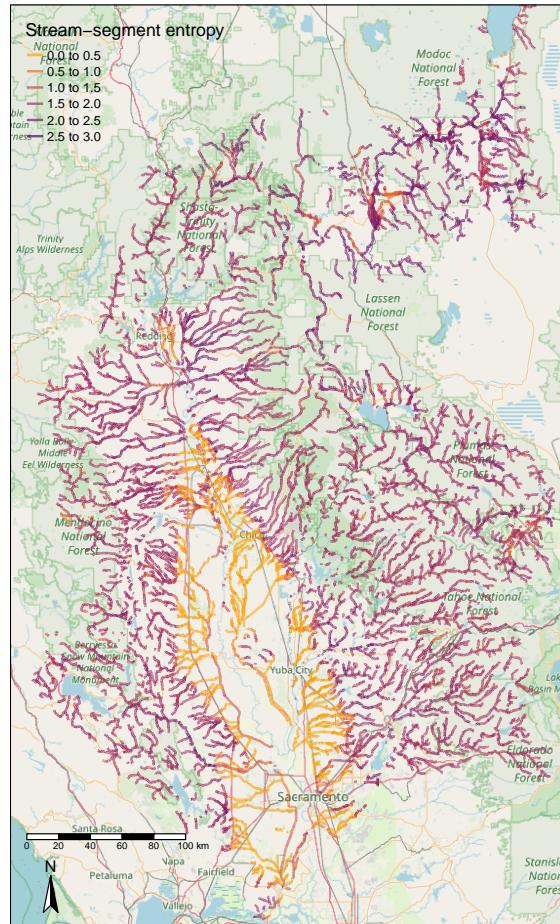 Stream−segment entropy
0.0 to 0.5
0.5 to 1.0
1.0 to 1.5
1.5 to 2.0
2.0 to 2.5
2.5 to 3.0
National
Forest
Modoc
National
Forest
Shasta-
Trinity
National
Forest
Trinity
Alps Wilderness
Lassen
National
Forest
Redding
Yolla Bolly-
Middle
Eel Wilderness
Plumas
National
Forest
Mendocino
National
Forest
Chico
Tahoe National
Forest
Berryessa
Snow Mountain
National
Monument
Yuba City
Lak
Basin M
Eldorado
National
Forest
Sacramento
Santa Rosa
0 20 40 60 80 100 km
Napa
Fairfield
Petaluma
Vallejo
Stanisl
N